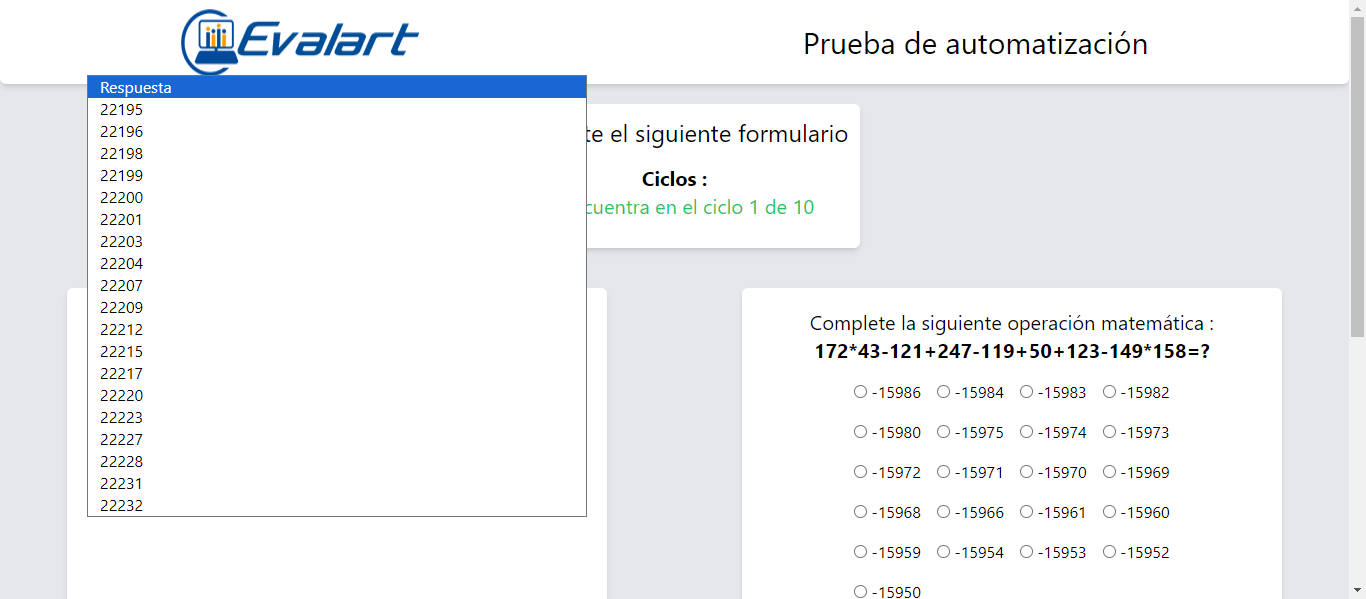 Evalart
Prueba de automatización
Respuesta
22195
22196
22198
22199
22200
22201
22203
22204
22207
22209
22212
22215
22217
22220
22223
22227
22228
22231
22232
el siguiente formulario
Ciclos :
en el ciclo 1 de 10
Complete la siguiente operación matemática :
172*43-121+247-119+50+123-149*158=?
-15986 -15984 -15983 -15982
-15980 -15975 -15974 -15973
-15972 -15971 -15970 -15969
-15968 -15966 -15961 -15960
-15959 -15954 -15953 -15952
-15950